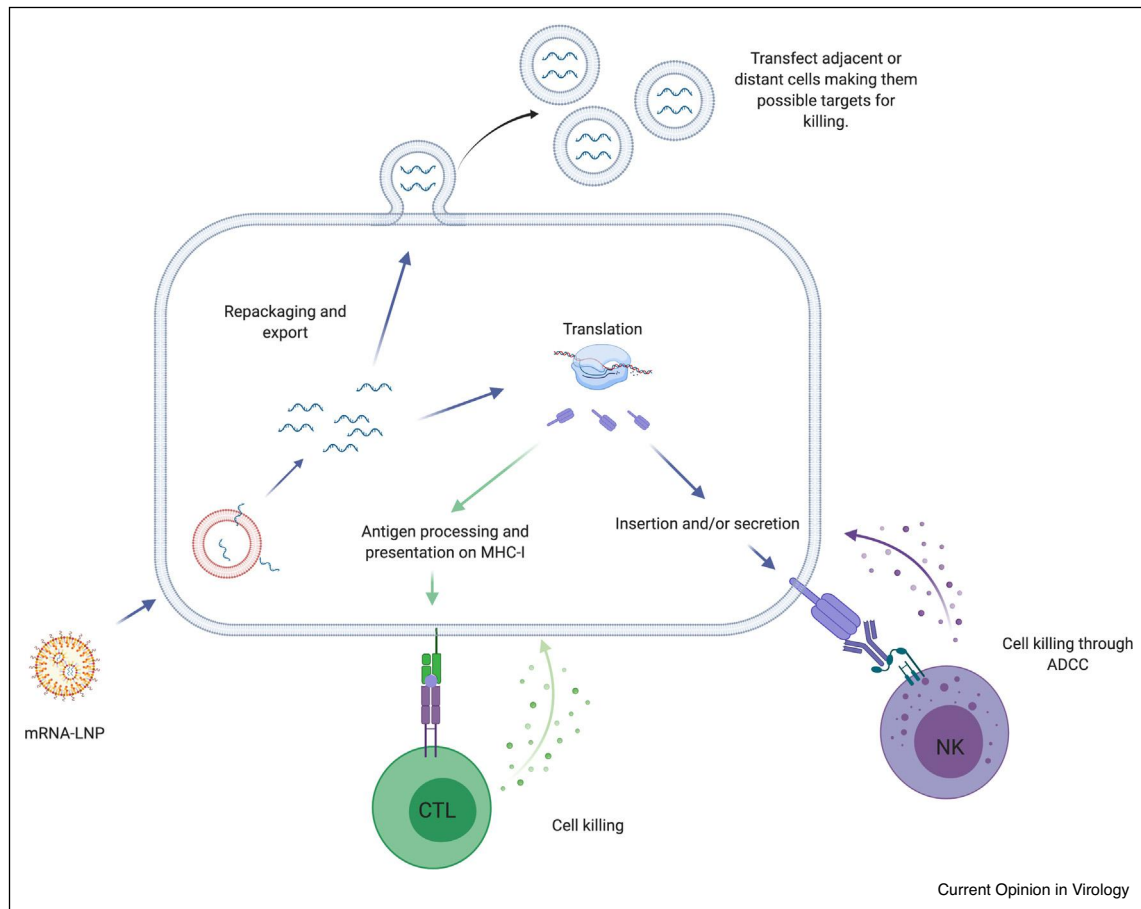 Transfect adjacent or
distant cells making them
possible targets for
killing.
Repackaging and
export
Translation
Antigen processing and
presentation on MHC-I
Insertion and/or secretion
mRNA-LNP
CTL
Cell killing
NK
Cell killing through
ADCC
Current Opinion in Virology